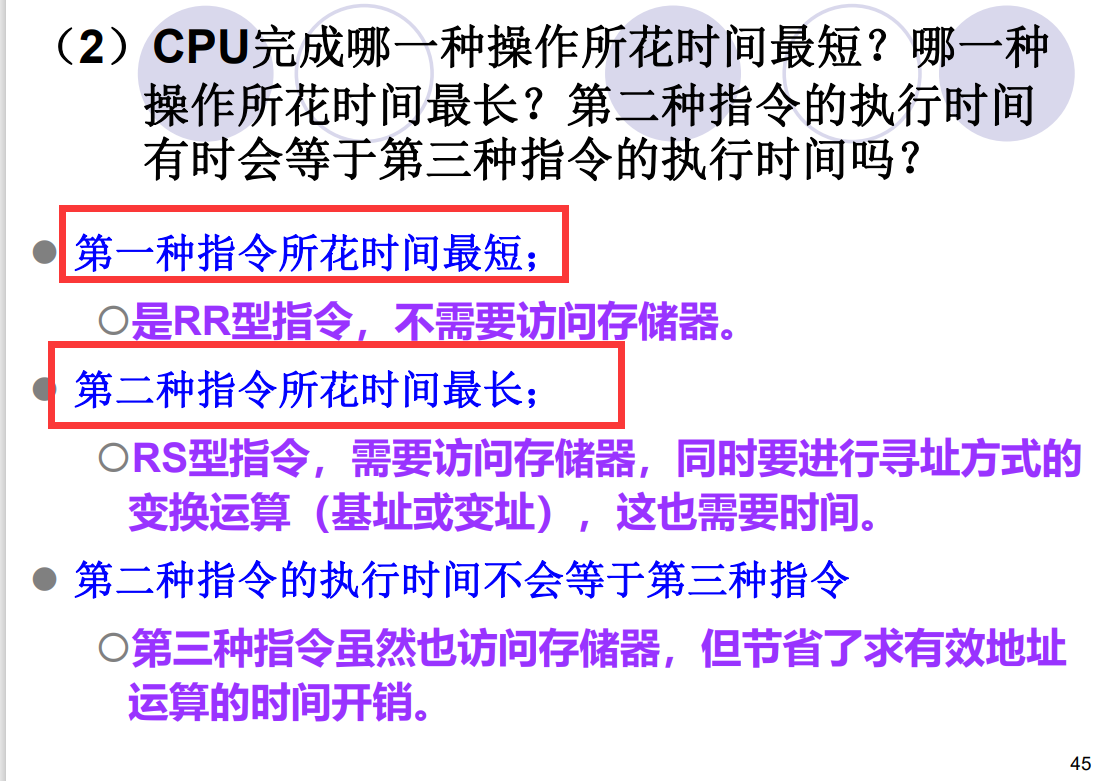 （2）CPU完成哪一种操作所花时间最短？哪一种
操作所花时间最长？第二种指令的执行时间
有时会等于第三种指令的执行时间吗？
第一种指令所花时间最短；
是RR型指令，不需要访问存储器。
第二种指令所花时间最长；
RS型指令，需要访问存储器，同时要进行寻址方式的
变换运算（基址或变址），这也需要时间。
第二种指令的执行时间不会等于第三种指令
第三种指令虽然也访问存储器，但节省了求有效地址
运算的时间开销。
45